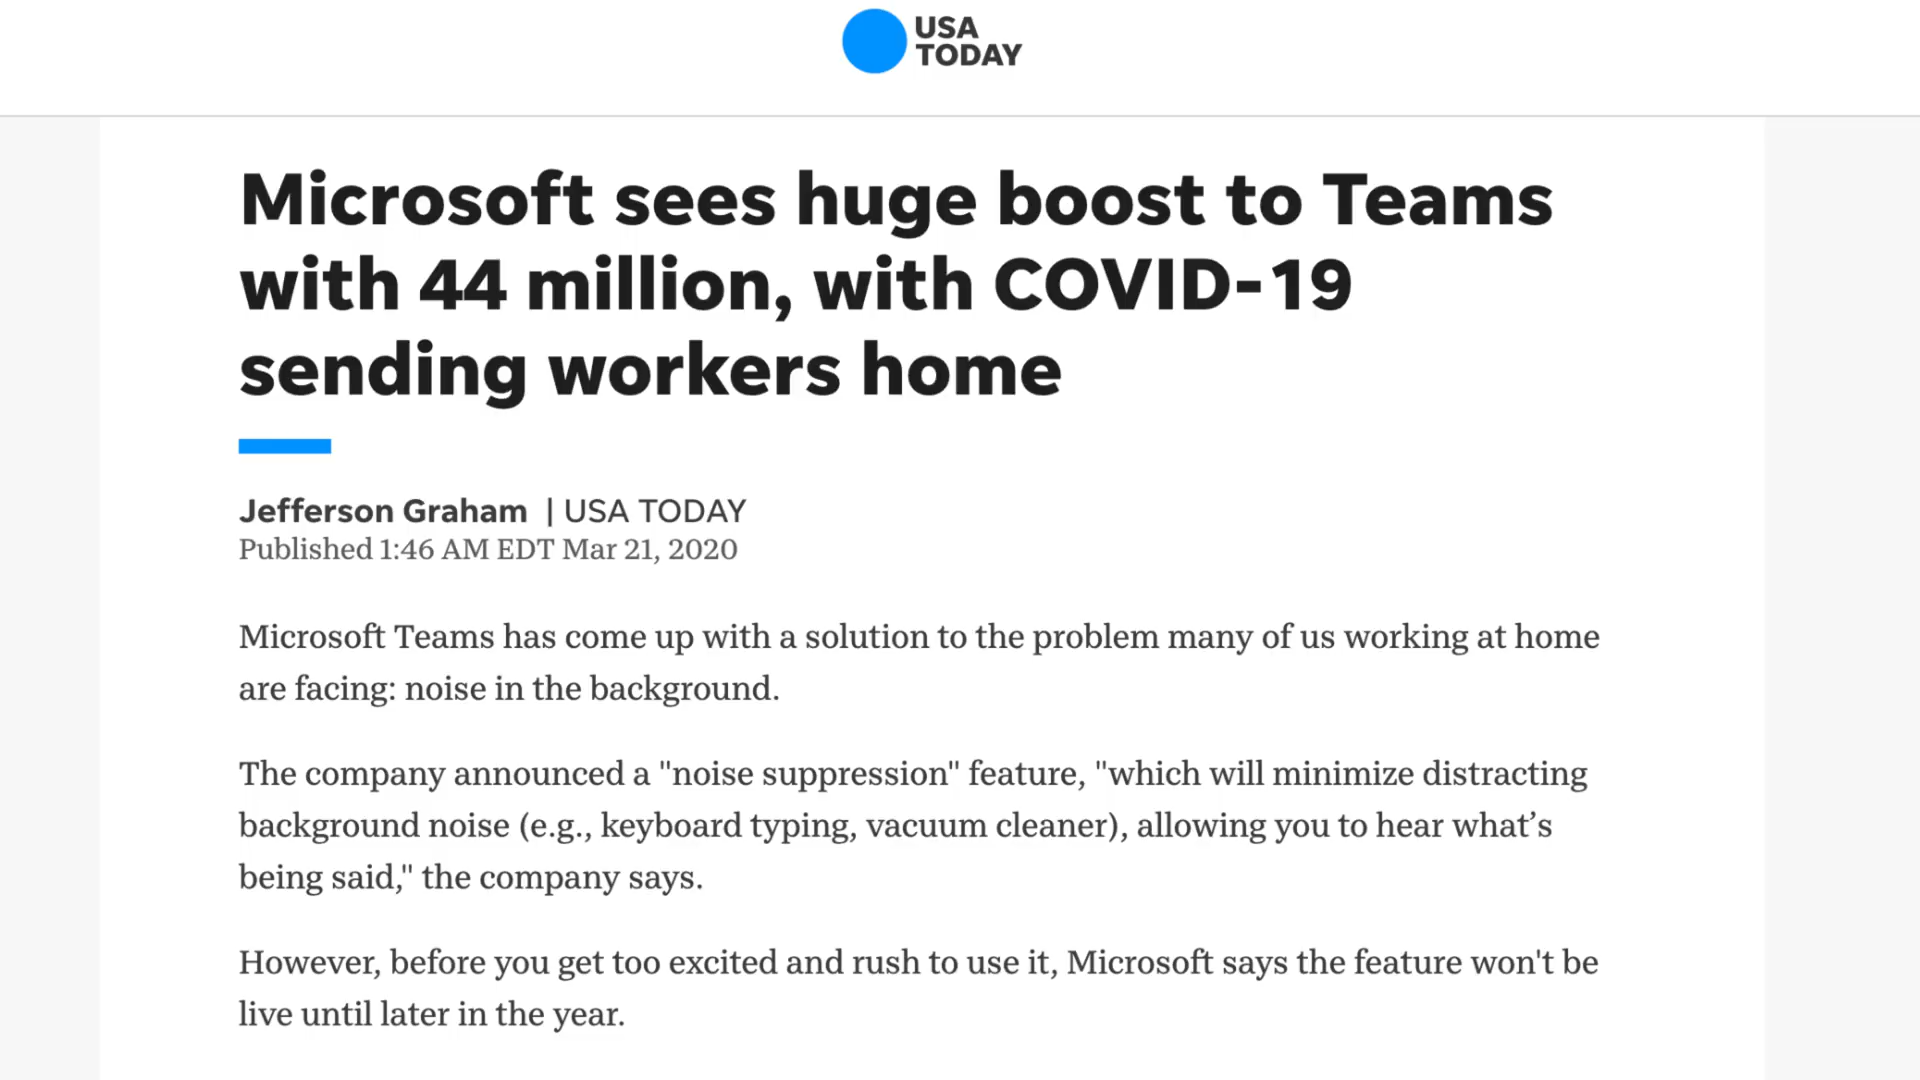 USA
TODAY
Microsoft sees huge boost to Teams
with 44 million, with COVID-19
sending workers home
Jefferson Graham | USA TODAY
Published 1:46 AM EDT Mar 21, 2020
Microsoft Teams has come up with a solution to the problem many of us working at home
are facing: noise in the background.
The company announced a "noise suppression" feature, "which will minimize distracting
background noise (e.g., keyboard typing, vacuum cleaner), allowing you to hear what’s
being said," the company says.
However, before you get too excited and rush to use it, Microsoft says the feature won't be
live until later in the year.